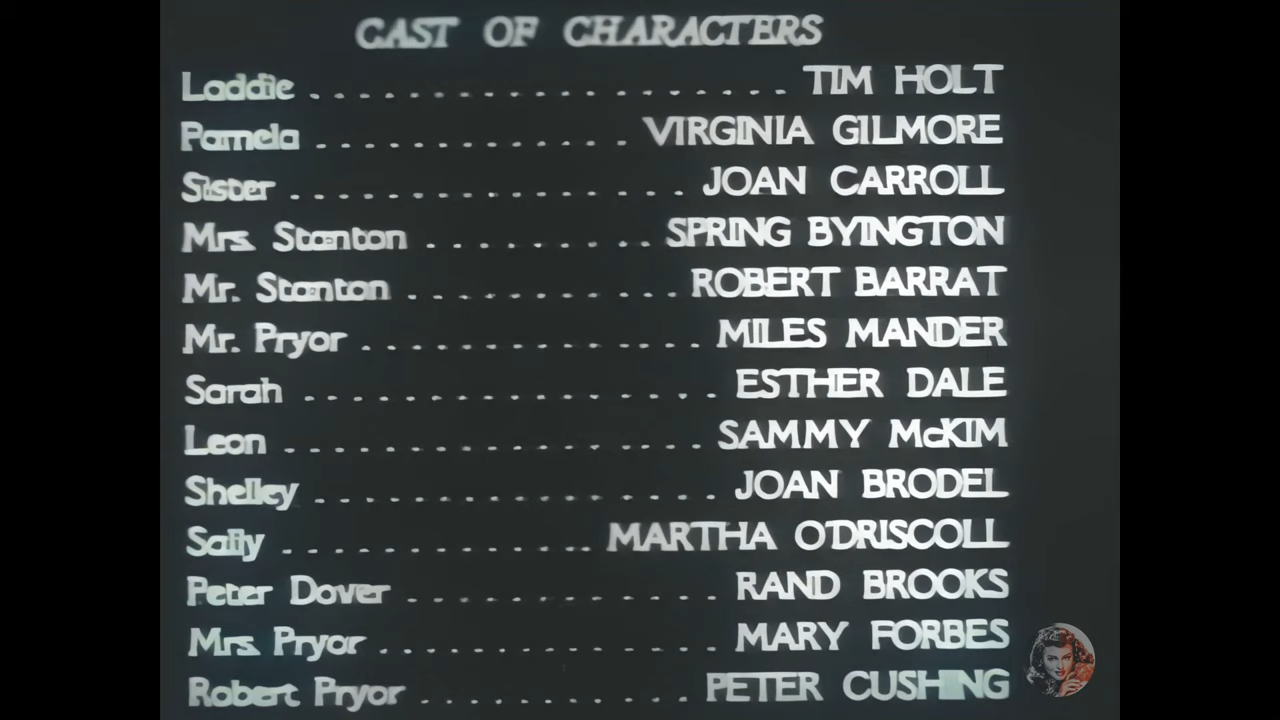 CAST OF CHARACTERS
Laddie . . . . . . . . . . . . . . . . . . TIM HOLT
Pamela . . . . . . . . . . . . VIRGINIA GILMORE
Sister . . . . . . . . . . . . . . . JOAN CARROLL
Mrs. Stanton . . . . . . . . . SPRING BYINGTON
Mr. Stanton . . . . . . . . . . . ROBERT BARRAT
Mr. Pryor . . . . . . . . . . . . . MILES MANDER
Sarah . . . . . . . . . . . . . . . . ESTHER DALE
Leon . . . . . . . . . . . . . . . . SAMMY McKIM
Shelley . . . . . . . . . . . . . . . JOAN BRODEL
Sally . . . . . . . . . . . . MARTHA O'DRISCOLL
Peter Dover . . . . . . . . . . . . RAND BROOKS
Mrs. Pryor . . . . . . . . . . . . . MARY FORBES
Robert Pryor . . . . . . . . . . PETER CUSHING